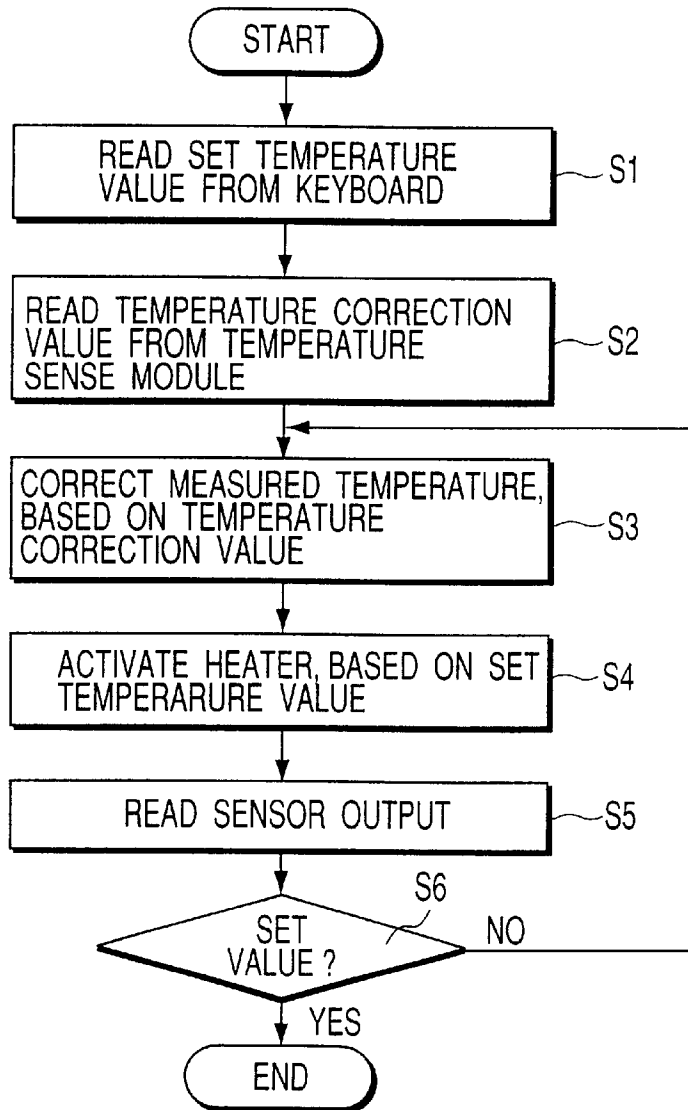 START
READ SET TEMPERATURE
VALUE FROM KEYBOARD
S1
READ TEMPERATURE CORRECTION
VALUE FROM TEMPERATURE
SENSE MODULE
S2
CORRECT MEASURED TEMPERATURE,
BASED ON TEMPERATURE
CORRECTION VALUE
S3
ACTIVATE HEATER, BASED ON SET
TEMPERARURE VALUE
S4
READ SENSOR OUTPUT
S5
S6
SET
VALUE ?
NO
YES
END